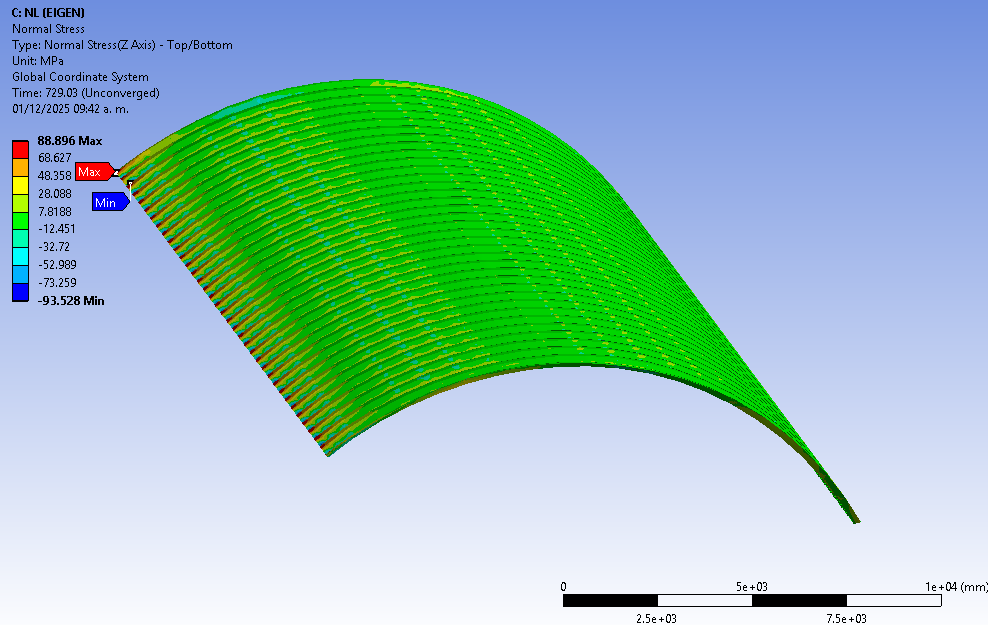 C: NL (EIGEN)
Normal Stress
Type: Normal Stress(Z Axis) - Top/Bottom
Unit: MPa
Global Coordinate System
Time: 729.03 (Unconverged)
01/12/2025 09:42 a. m.
88.896 Max
68.627
48.358
28.088
7.8188
-12.451
-32.72
-52.989
-73.259
-93.528 Min
Max
Min
0 5e+03 1e+04 (mm)
2.5e+03 7.5e+03